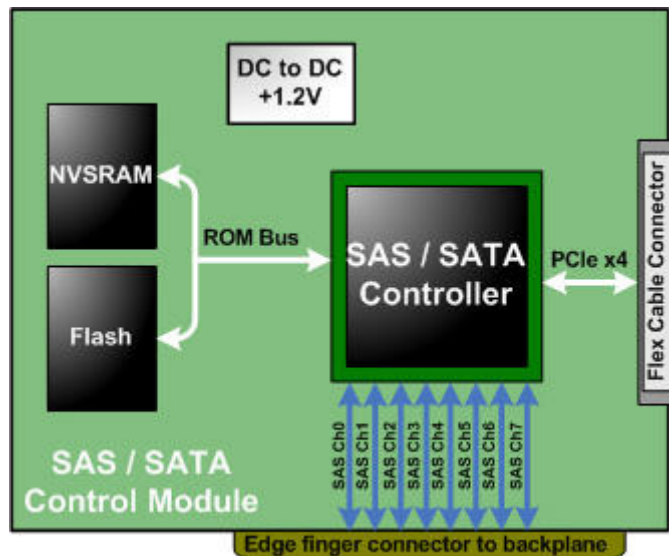 DC to DC
+1.2V
NVSRAM
ROM Bus
SAS / SATA
Controller
PCIe x4
Flex Cable Connector
Flash
SAS Ch0
SAS Ch1
SAS Ch2
SAS Ch3
SAS Ch4
SAS Ch5
SAS Ch6
SAS Ch7
SAS / SATA
Control Module
Edge finger connector to backplane